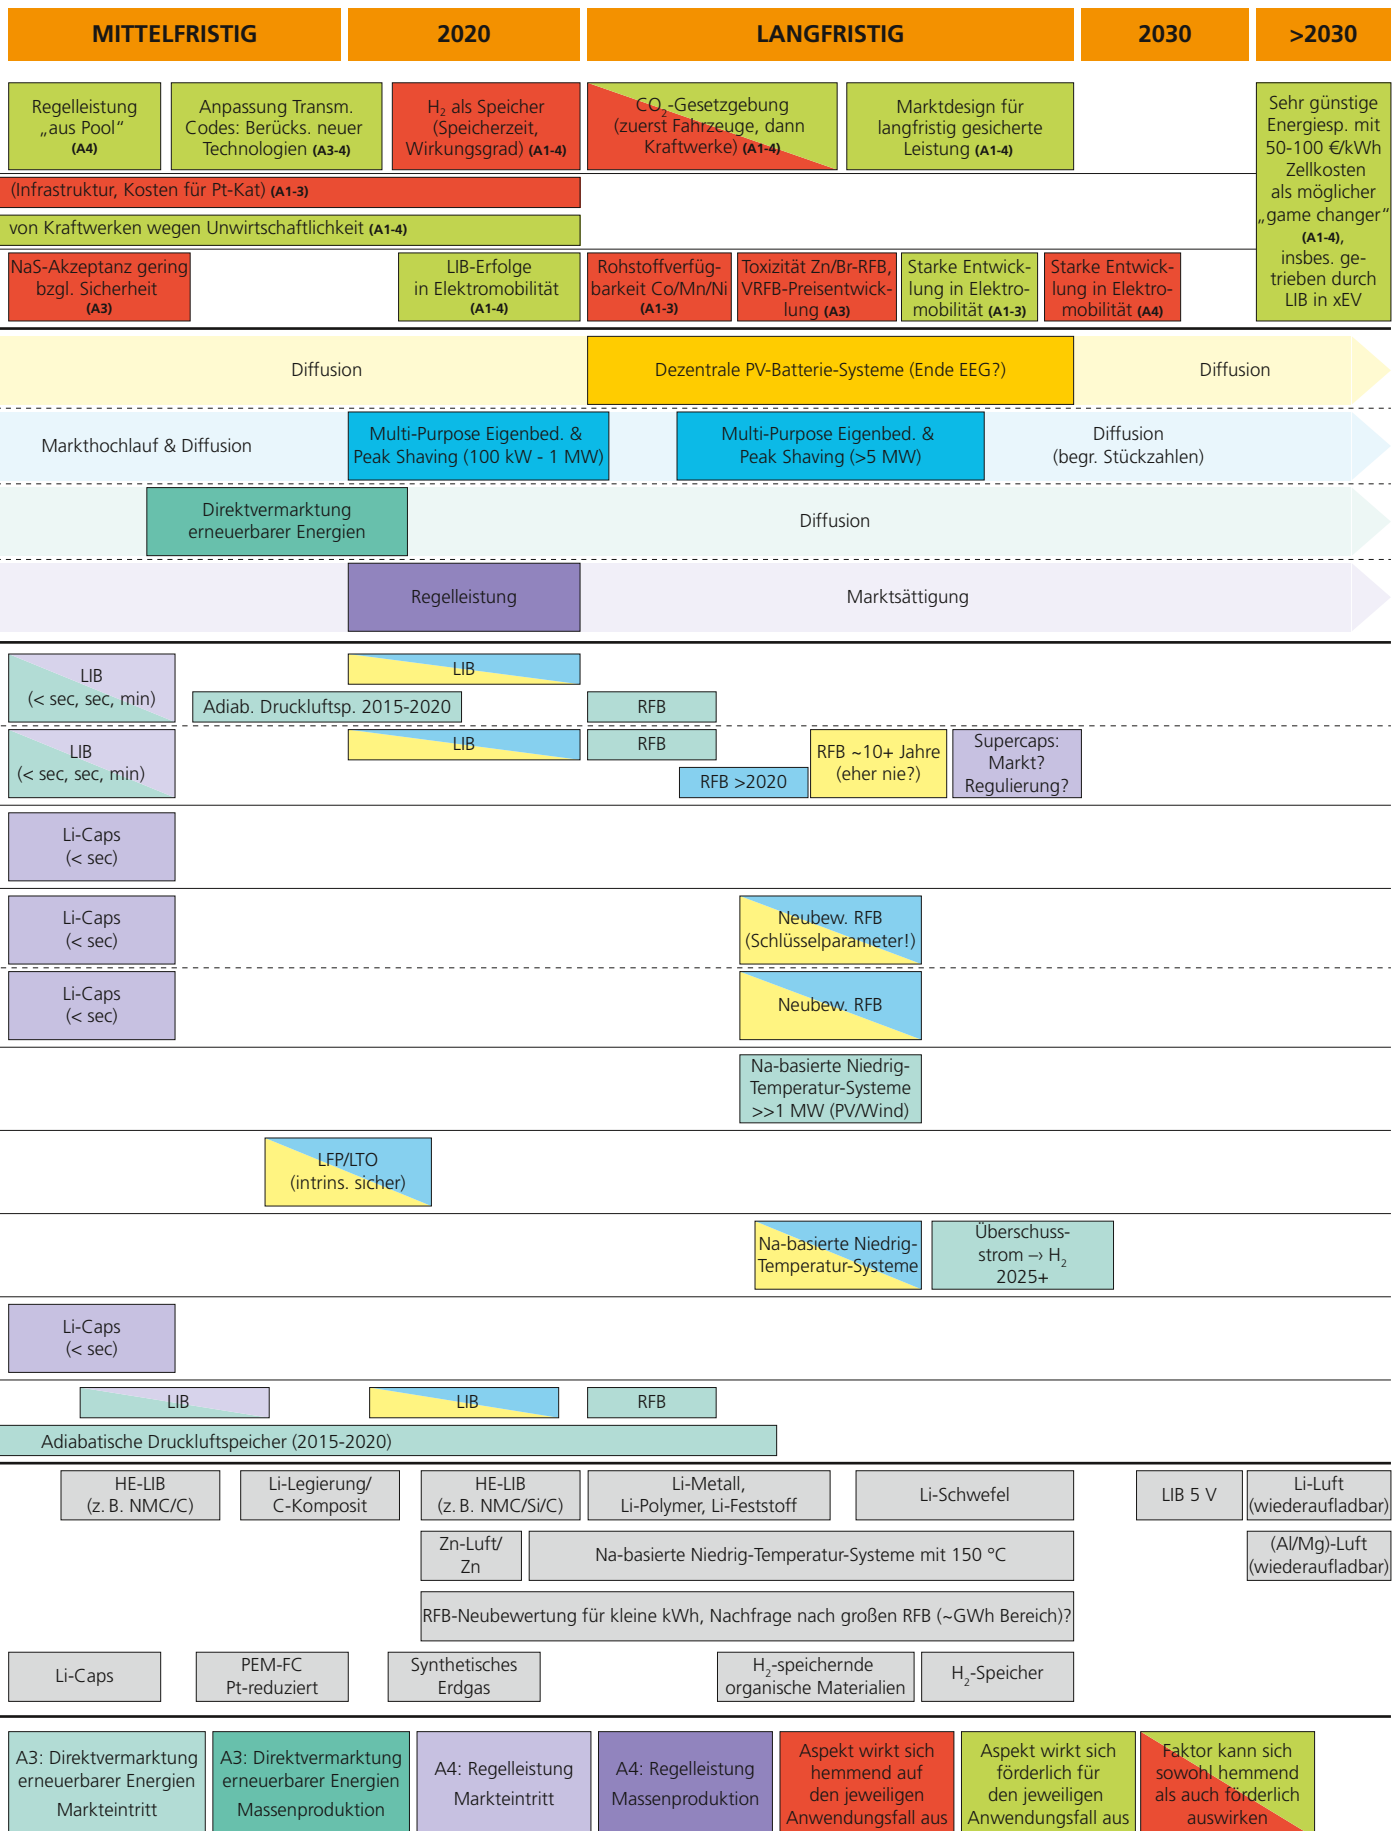 MITTELFRISTIG
2020
LANGFRISTIG
2030
>2030
Regelleistung
„aus Pool“
(A4)
Anpassung Transm.
Codes: Berücks. neuer
Technologien (A3-4)
H2 als Speicher
(Speicherzeit,
Wirkungsgrad) (A1-4)
CO2-Gesetzgebung
(zuerst Fahrzeuge, dann
Kraftwerke) (A1-4)
Marktdesign für
langfristig gesicherte
Leistung (A1-4)
Sehr günstige
Energiesp. mit
50-100 €/kWh
Zellkosten
als möglicher
„game changer“
(A1-4),
insbes. ge-
trieben durch
LIB in xEV
(Infrastruktur, Kosten für Pt-Kat) (A1-3)
von Kraftwerken wegen Unwirtschaftlichkeit (A1-4)
NaS-Akzeptanz gering
bzgl. Sicherheit
(A3)
LIB-Erfolge
in Elektromobilität
(A1-4)
Rohstoffverfüg-
barkeit Co/Mn/Ni
(A1-3)
Toxizität Zn/Br-RFB,
VRFB-Preisentwick-
lung (A3)
Starke Entwick-
lung in Elektro-
mobilität (A1-3)
Starke Entwick-
lung in Elektro-
mobilität (A4)
Diffusion
Dezentrale PV-Batterie-Systeme (Ende EEG?)
Diffusion
Markthochlauf & Diffusion
Multi-Purpose Eigenbed. &
Peak Shaving (100 kW - 1 MW)
Multi-Purpose Eigenbed. &
Peak Shaving (>5 MW)
Diffusion
(begr. Stückzahlen)
Direktvermarktung
erneuerbarer Energien
Diffusion
Regelleistung
Marktsättigung
LIB
(< sec, sec, min)
LIB
Adiab. Druckluftsp. 2015-2020
RFB
LIB
(< sec, sec, min)
LIB
RFB
RFB >2020
RFB ~10+ Jahre
(eher nie?)
Supercaps:
Markt?
Regulierung?
Li-Caps
(< sec)
Li-Caps
(< sec)
Neubew. RFB
(Schlüsselparameter!)
Li-Caps
(< sec)
Neubew. RFB
Na-basierte Niedrig-
Temperatur-Systeme
>>1 MW (PV/Wind)
LFP/LTO
(intrins. sicher)
Na-basierte Niedrig-
Temperatur-Systeme
Überschuss-
strom –› H2
2025+
Li-Caps
(< sec)
LIB
LIB
RFB
Adiabatische Druckluftspeicher (2015-2020)
HE-LIB
(z. B. NMC/C)
Li-Legierung/
C-Komposit
HE-LIB
(z. B. NMC/Si/C)
Li-Metall,
Li-Polymer, Li-Feststoff
Li-Schwefel
LIB 5 V
Li-Luft
(wiederaufladbar)
Zn-Luft/
Zn
Na-basierte Niedrig-Temperatur-Systeme mit 150 °C
(Al/Mg)-Luft
(wiederaufladbar)
RFB-Neubewertung für kleine kWh, Nachfrage nach großen RFB (~GWh Bereich)?
Li-Caps
PEM-FC
Pt-reduziert
Synthetisches
Erdgas
H2-speichernde
organische Materialien
H2-Speicher
A3: Direktvermarktung
erneuerbarer Energien
Markteintritt
A3: Direktvermarktung
erneuerbarer Energien
Massenproduktion
A4: Regelleistung
Markteintritt
A4: Regelleistung
Massenproduktion
Aspekt wirkt sich
hemmend auf
den jeweiligen
Anwendungsfall aus
Aspekt wirkt sich
förderlich für
den jeweiligen
Anwendungsfall aus
Faktor kann sich
sowohl hemmend
als auch förderlich
auswirken